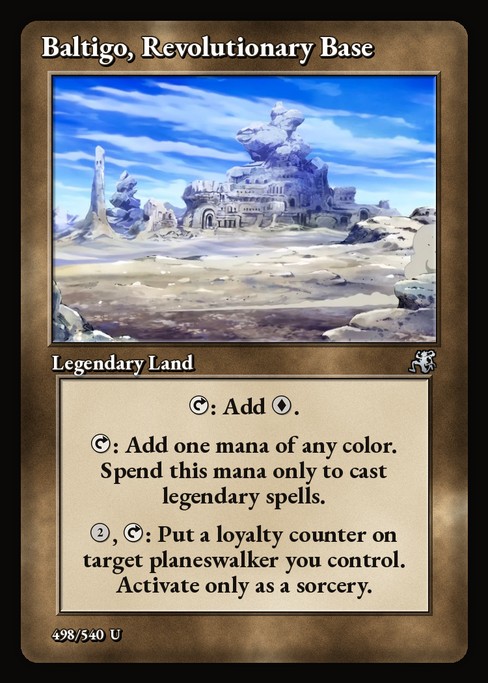 Baltigo, Revolutionary Base
Legendary Land
: Add .
: Add one mana of any color.
Spend this mana only to cast
legendary spells.
2, : Put a loyalty counter on
target planeswalker you control.
Activate only as a sorcery.
498/540 U